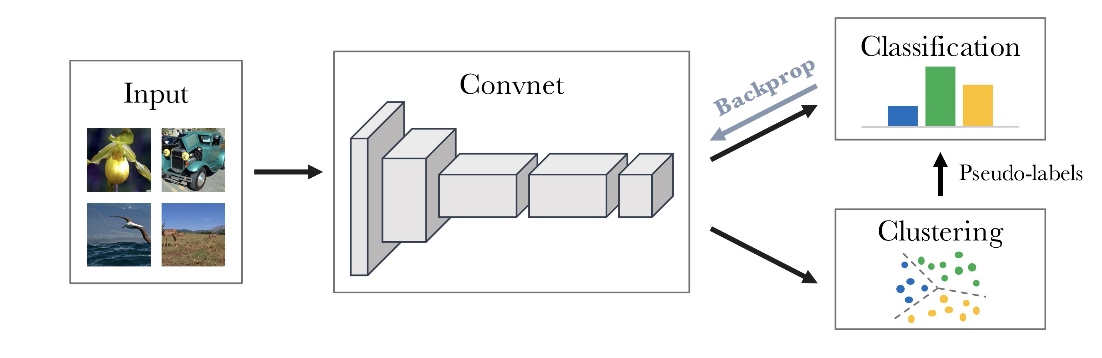 Input
Convnet
Backprop
Classification
Pseudo-labels
Clustering